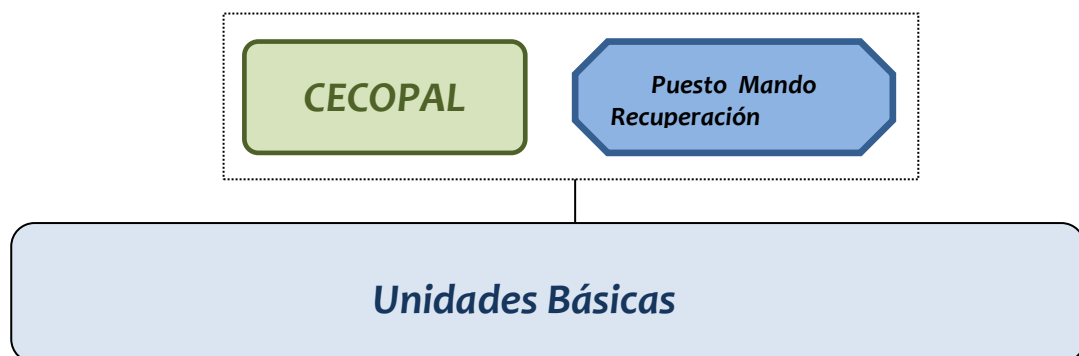 CECOPAL
Puesto Mando
Recuperación
Unidades Básicas